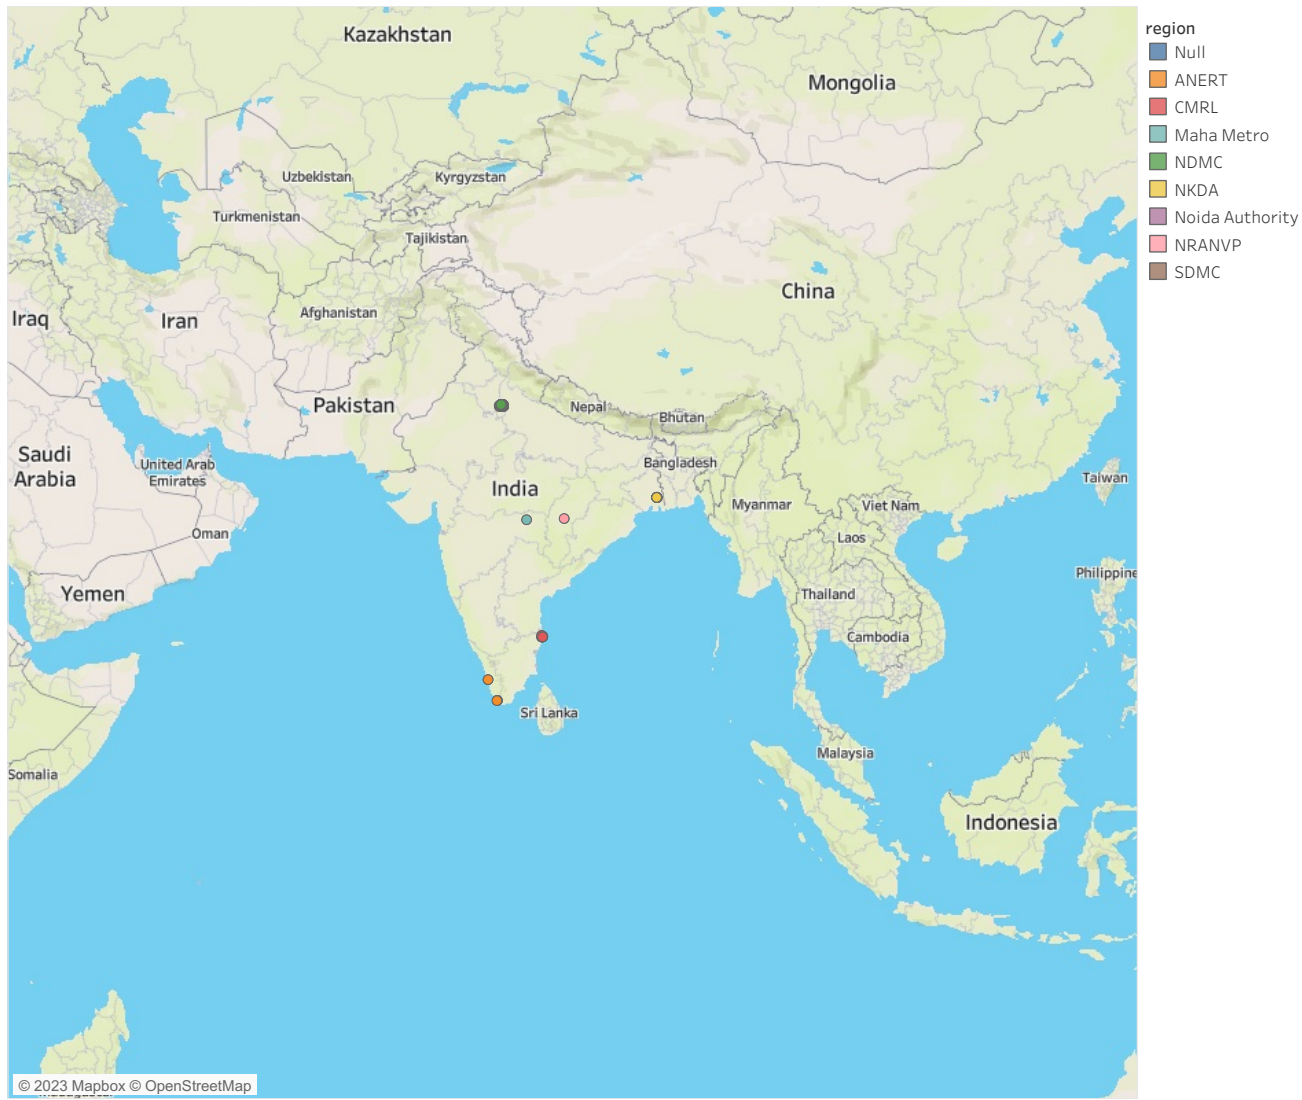 Kazakhstan
Mongolia
Uzbekistan
Kyrgyzstan
Turkmenistan
Tajikistan
China
Afghanistan
Iraq
Iran
Pakistan
Nepal
Bhutan
Saudi
Arabia
United Arab
Emirates
Bangladesh
Taiwan
India
Myanmar
Viet Nam
Oman
Laos
Philippine
Yemen
Thailand
Cambodia
Sri Lanka
Malaysia
Somalia
Indonesia
© 2023 Mapbox © OpenStreetMap
region
Null
ANERT
CMRL
Maha Metro
NDMC
NKDA
Noida Authority
NRANVP
SDMC